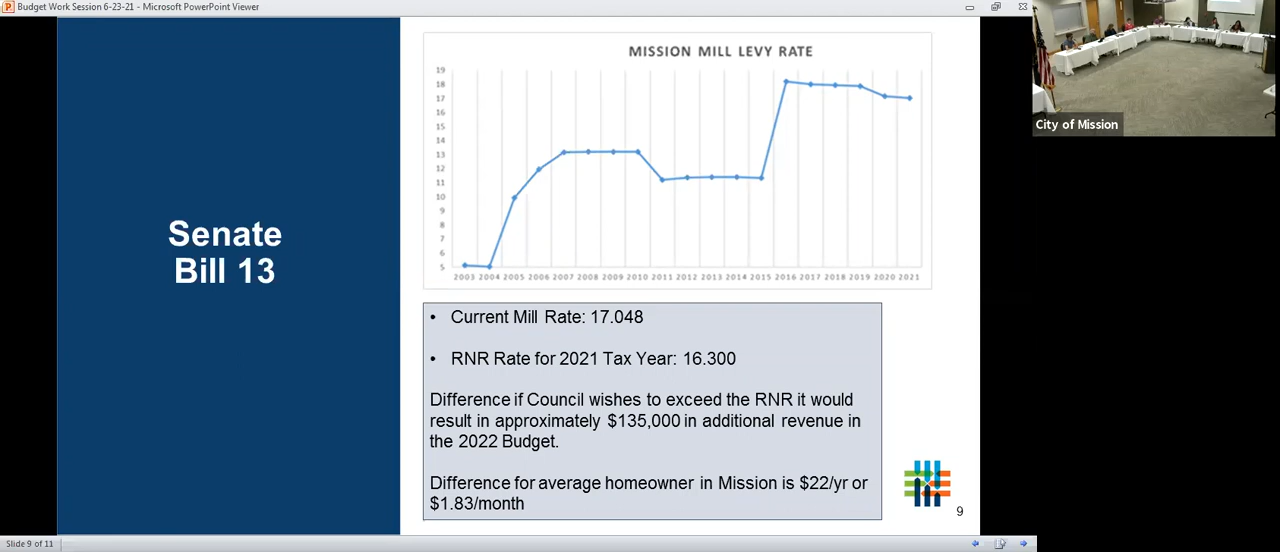 Budget Work Session 6-23-21 - Microsoft PowerPoint Viewer
Senate
Bill 13
MISSION MILL LEVY RATE
19
18
17
16
15
14
13
12
11
10
9
8
7
6
5
2003 2004 2005 2006 2007 2008 2009 2010 2011 2012 2013 2014 2015 2016 2017 2018 2019 2020 2021
• Current Mill Rate: 17.048
• RNR Rate for 2021 Tax Year: 16.300
Difference if Council wishes to exceed the RNR it would
result in approximately $135,000 in additional revenue in
the 2022 Budget.
Difference for average homeowner in Mission is $22/yr or
$1.83/month
9
Slide 9 of 11
City of Mission